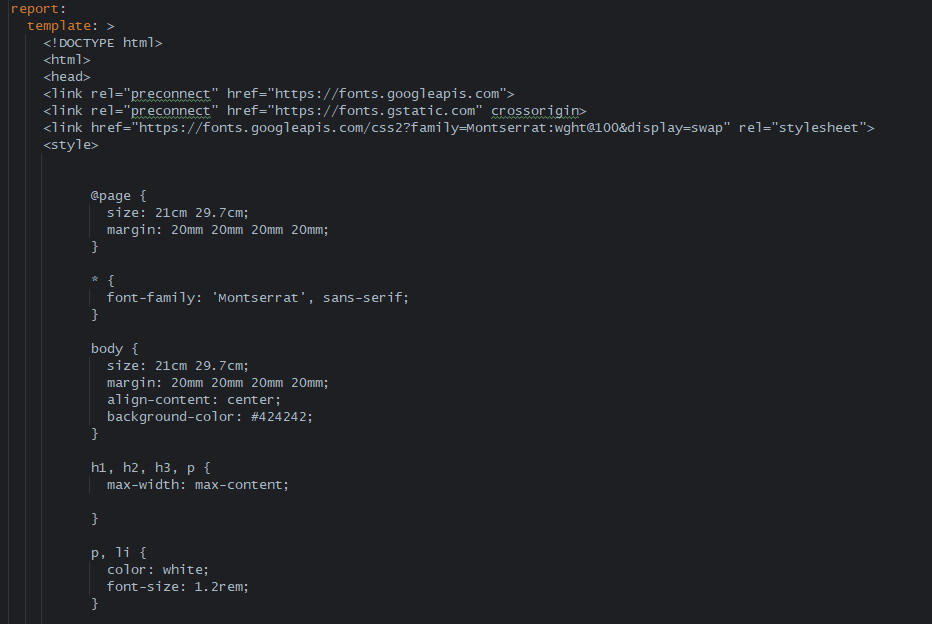 report:
template: >
<!DOCTYPE html>
<html>
<head>
<link rel="preconnect" href="https://fonts.googleapis.com">
<link rel="preconnect" href="https://fonts.gstatic.com" crossorigin>
<link href="https://fonts.googleapis.com/css2?family=Montserrat:wght@100&display=swap" rel="stylesheet">
<style>
@page {
size: 21cm 29.7cm;
margin: 20mm 20mm 20mm 20mm;
}
* {
font-family: 'Montserrat', sans-serif;
}
body {
size: 21cm 29.7cm;
margin: 20mm 20mm 20mm 20mm;
align-content: center;
background-color: #424242;
}
h1, h2, h3, p {
max-width: max-content;
}
p, li {
color: white;
font-size: 1.2rem;
}